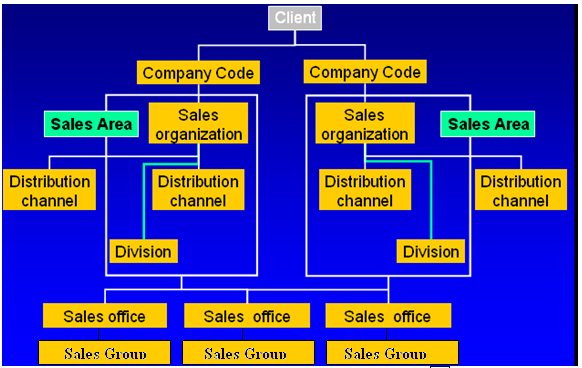 Client
Company Code
Company Code
Sales Area
Sales
organization
Sales
organization
Sales Area
Distribution
channel
Distribution
channel
Distribution
channel
Distribution
channel
Division
Division
Sales office
Sales office
Sales office
Sales Group
Sales Group
Sales Group